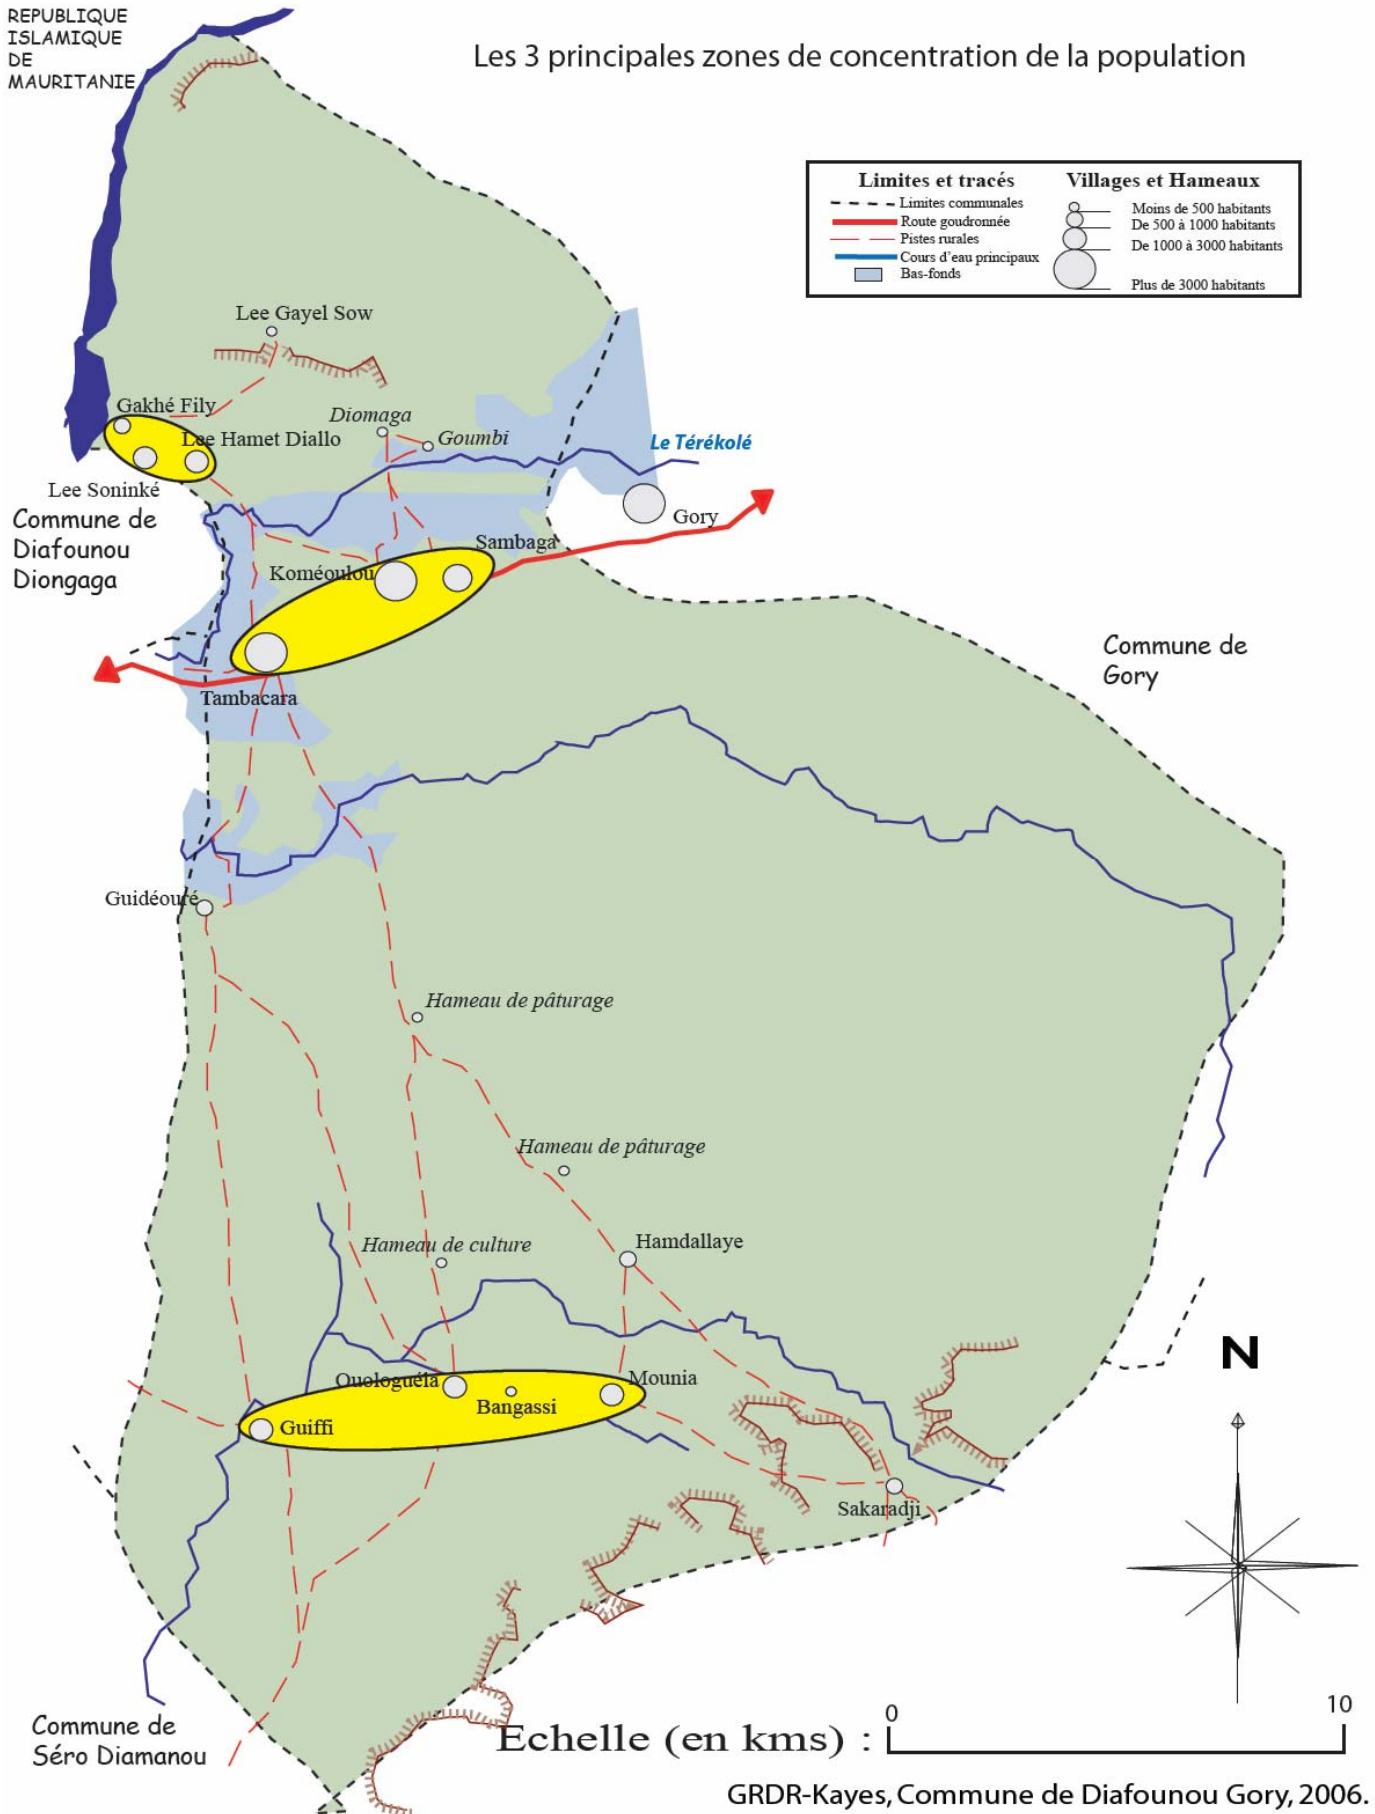 REPUBLIQUE
ISLAMIQUE
DE
MAURITANIE
Les 3 principales zones de concentration de la population
Limites et tracés
Limites communales
Route goudronnée
Pistes rurales
Cours d'eau principaux
Bas-fonds
Villages et Hameaux
Moins de 500 habitants
De 500 à 1000 habitants
De 1000 à 3000 habitants
Plus de 3000 habitants
Lee Gayel Sow
Gakhé Fily
Diomaga
Lee Hamet Diallo
Goumbi
Le Térékolé
Lee Soninké
Gory
Commune de
Diafounou
Diongaga
Sambaga
Koméoulou
Commune de
Gory
Tambacara
Guidéouré
Hameau de pâturage
Hameau de pâturage
Hameau de culture
Hamdallaye
N
Ouologuéla
Mounia
Bangassi
Guiffi
Sakaradji
Commune de
Séro Diamanou
Echelle (en kms) :
0
10
GRDR-Kayes, Commune de Diafounou Gory, 2006.